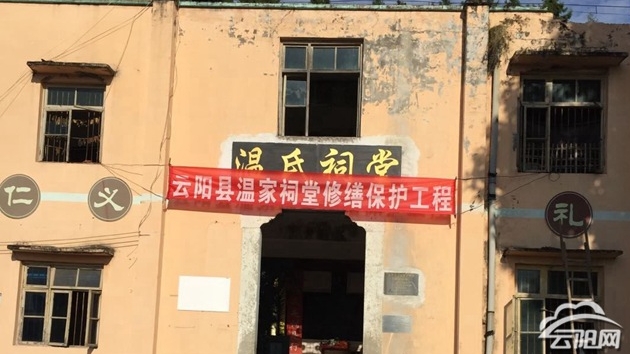 温氏祠堂
云阳县温家祠堂修缮保护工程
仁
义
礼
云阳网